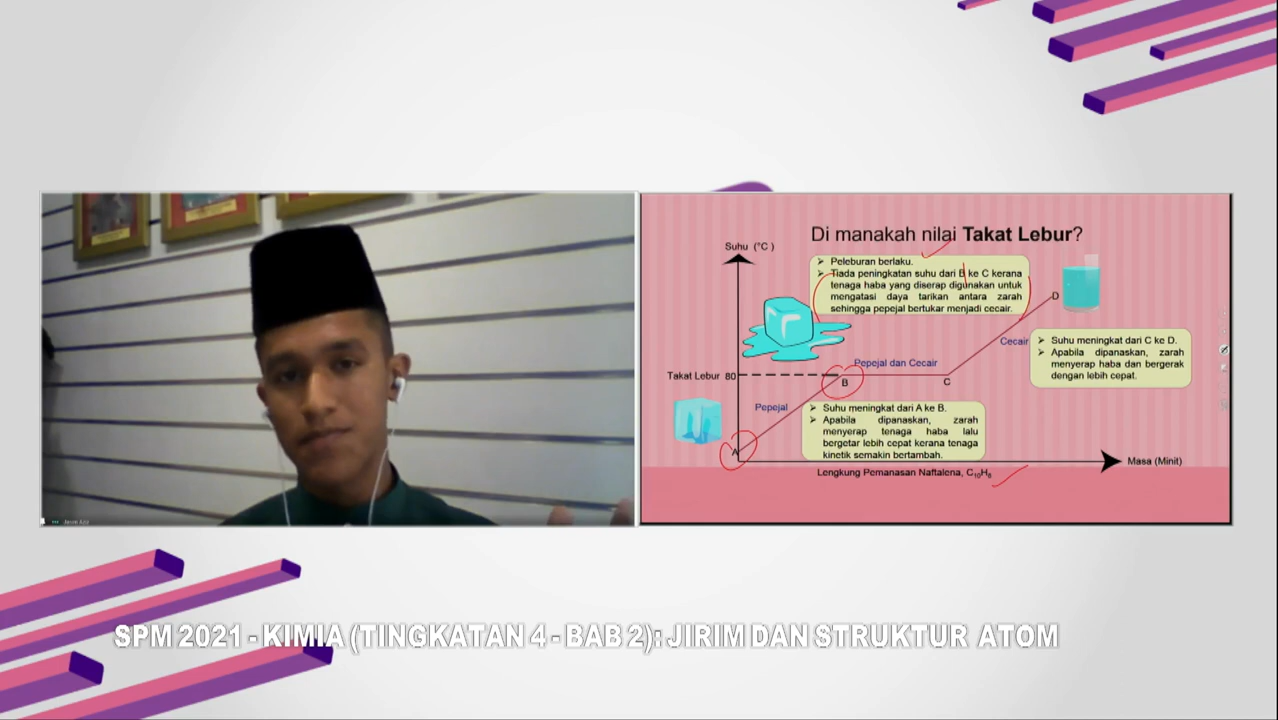 Di manakah nilai Takat Lebur?
Suhu (°C )
➤ Peleburan berlaku.
➤ Tiada peningkatan suhu dari B ke C kerana
tenaga haba yang diserap digunakan untuk
mengatasi daya tarikan antara zarah
sehingga pepejal bertukar menjadi cecair.
D
Cecair
➤ Suhu meningkat dari C ke D.
➤ Apabila dipanaskan, zarah
menyerap haba dan bergerak
dengan lebih cepat.
Pepejal dan Cecair
Takat Lebur 80
B
C
Pepejal
➤ Suhu meningkat dari A ke B.
➤ Apabila dipanaskan, zarah
menyerap tenaga haba lalu
bergetar lebih cepat kerana tenaga
kinetik semakin bertambah.
A
Masa (Minit)
Lengkung Pemanasan Naftalena, C₁₀H₈
SPM 2021 - KIMIA (TINGKATAN 4 - BAB 2): JIRIM DAN STRUKTUR ATOM